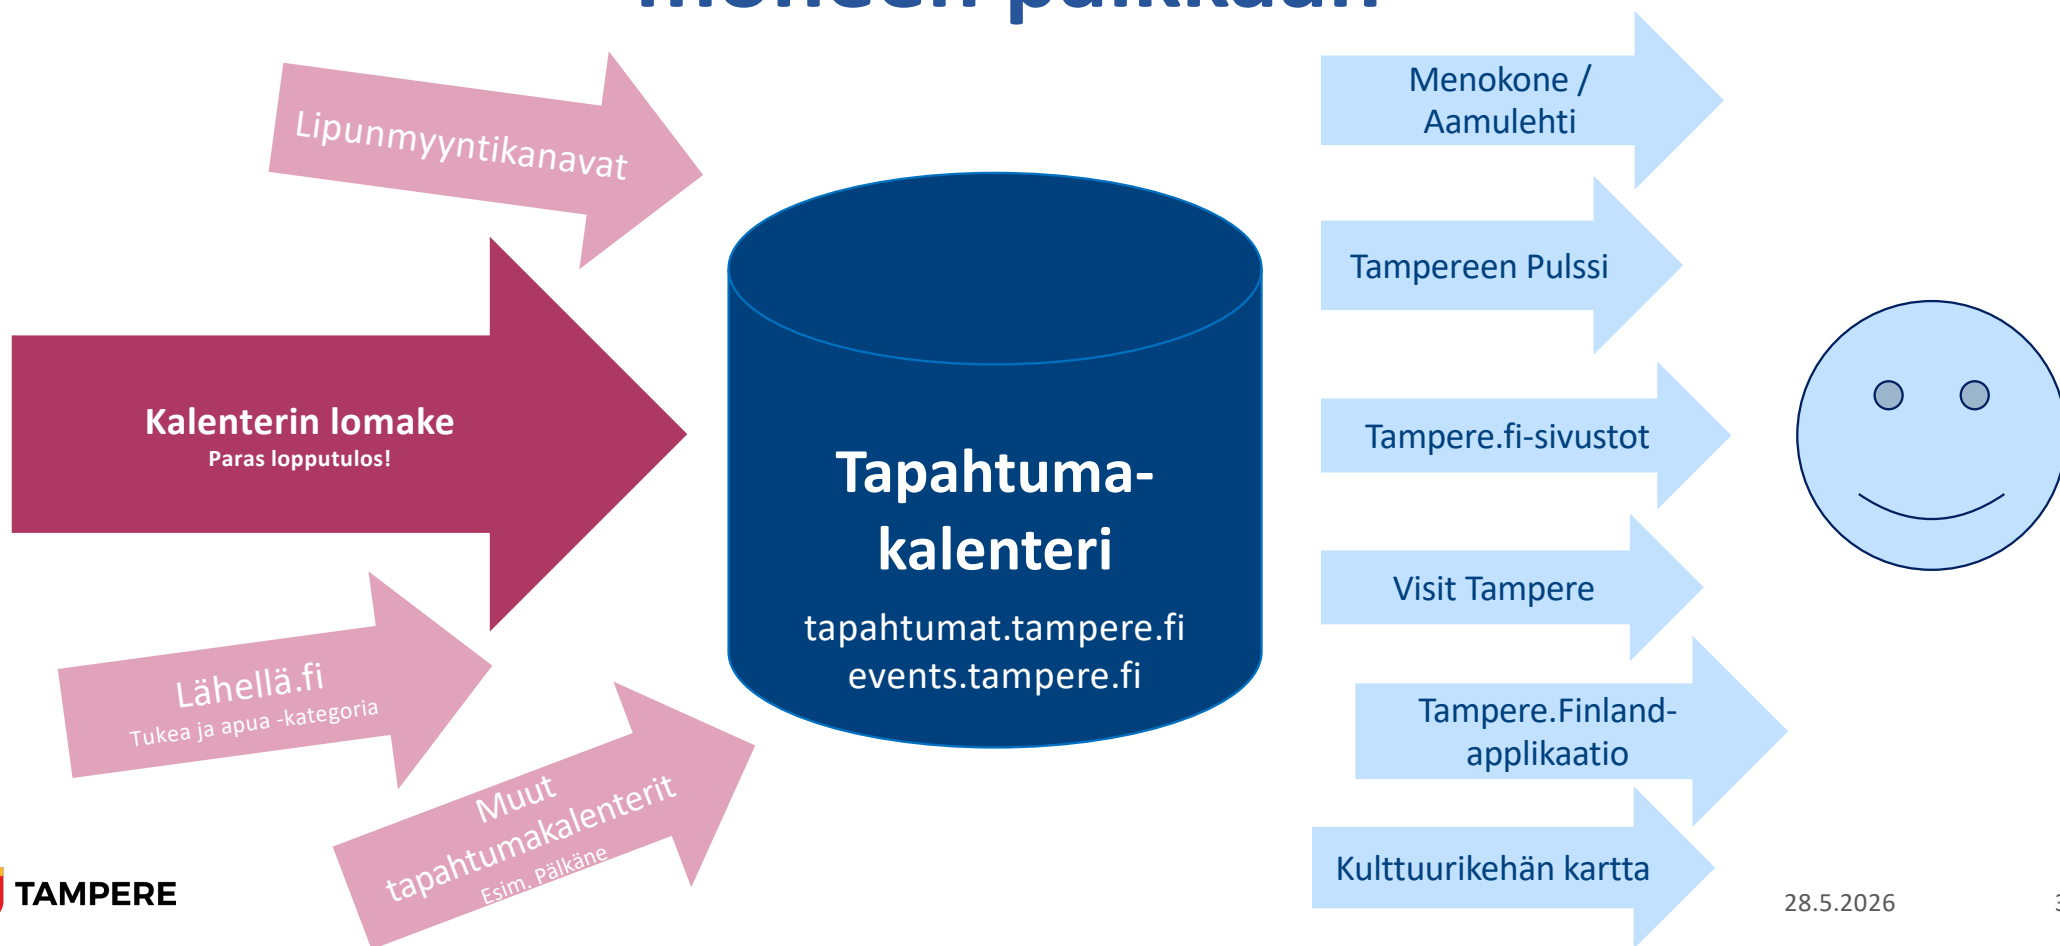 moneen paikkaan
Lipunmyyntikanavat
Kalenterin lomake
Paras lopputulos!
Lähellä.fi
Tukea ja apua -kategoria
Muut
tapahtumakalenterit
Esim. Pälkäne
Tapahtuma-
kalenteri
tapahtumat.tampere.fi
events.tampere.fi
Menokone /
Aamulehti
Tampereen Pulssi
Tampere.fi-sivustot
Visit Tampere
Tampere.Finland-
applikaatio
Kulttuurikehän kartta
TAMPERE
28.5.2026